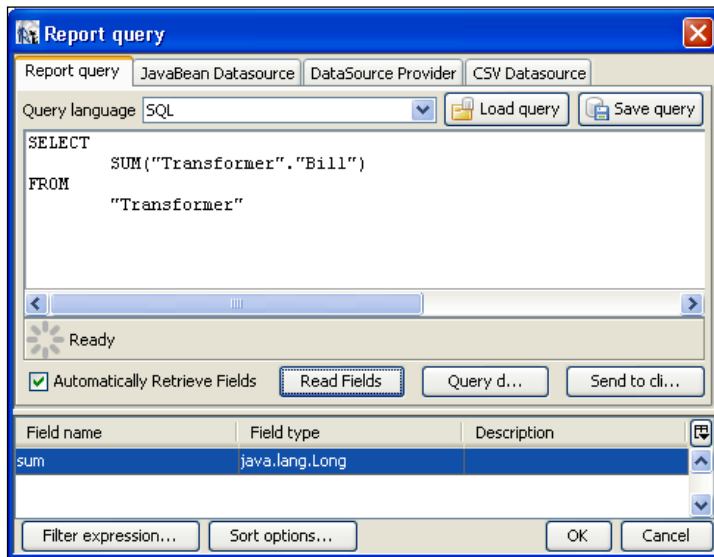 Report query
Report query JavaBean Datasource DataSource Provider CSV Datasource
Query language SQL Load query Save query
SELECT
SUM("Transformer"."Bill")
FROM
"Transformer"
Ready
Automatically Retrieve Fields Read Fields Query d... Send to cli...
Field name Field type Description
sum java.lang.Long
Filter expression... Sort options... OK Cancel